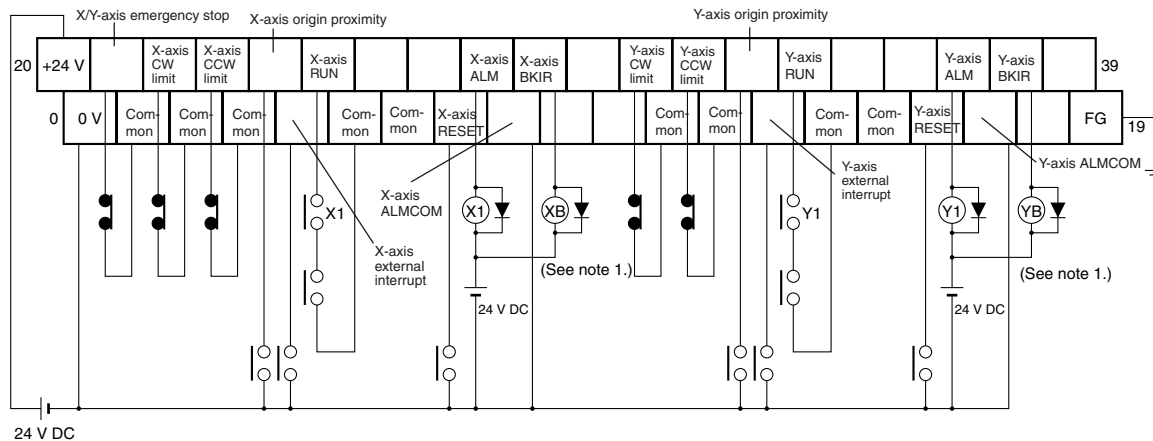 X/Y-axis emergency stop
X-axis origin proximity
Y-axis origin proximity
20
+24 V
X-axis
CW
limit
X-axis
CCW
limit
X-axis
RUN
X-axis
ALM
X-axis
BKIR
Y-axis
CW
limit
Y-axis
CCW
limit
Y-axis
RUN
Y-axis
ALM
Y-axis
BKIR
39
0
0 V
Com-
mon
Com-
mon
Com-
mon
Com-
mon
Com-
mon
X-axis
RESET
Com-
mon
Com-
mon
Com-
mon
Com-
mon
Y-axis
RESET
FG
19
X1
X-axis
external
interrupt
X-axis
ALMCOM
X1
XB
(See note 1.)
24 V DC
Y-axis
external
interrupt
Y1
Y-axis ALMCOM
Y1
YB
(See note 1.)
24 V DC
24 V DC